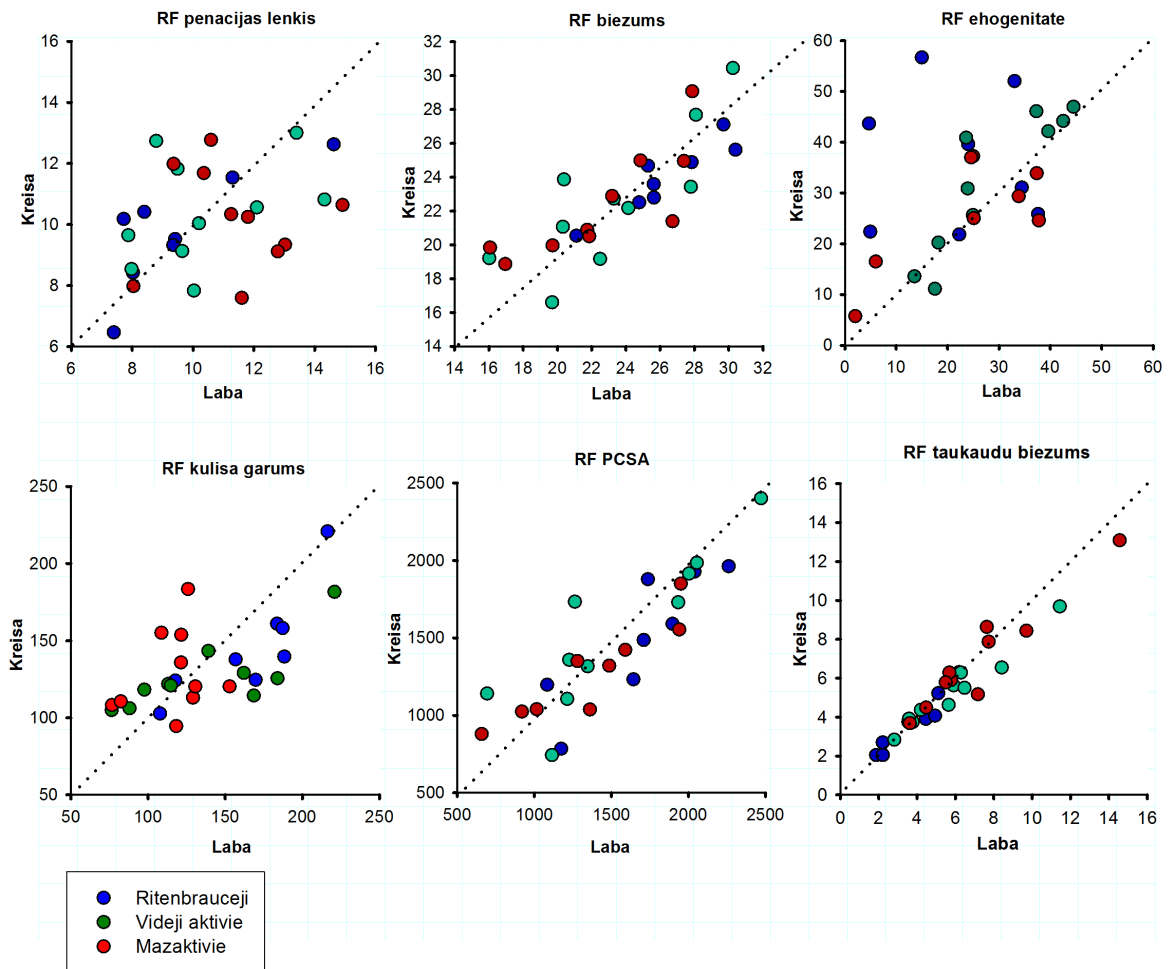 RF penacijas lenkis
16
14
12
10
8
6
6 8 10 12 14 16
Kreisa
Laba
RF biezums
32
30
28
26
24
22
20
18
16
14
14 16 18 20 22 24 26 28 30 32
Kreisa
Laba
RF ehogenitate
60
50
40
30
20
10
0
0 10 20 30 40 50 60
Kreisa
Laba
RF kulisa garums
250
200
150
100
50
50 100 150 200 250
Kreisa
Laba
RF PCSA
2500
2000
1500
1000
500
500 1000 1500 2000 2500
Kreisa
Laba
RF taukaudu biezums
16
14
12
10
8
6
4
2
0
0 2 4 6 8 10 12 14 16
Kreisa
Laba
Ritenbrauceji
Videji aktivie
Mazaktivie